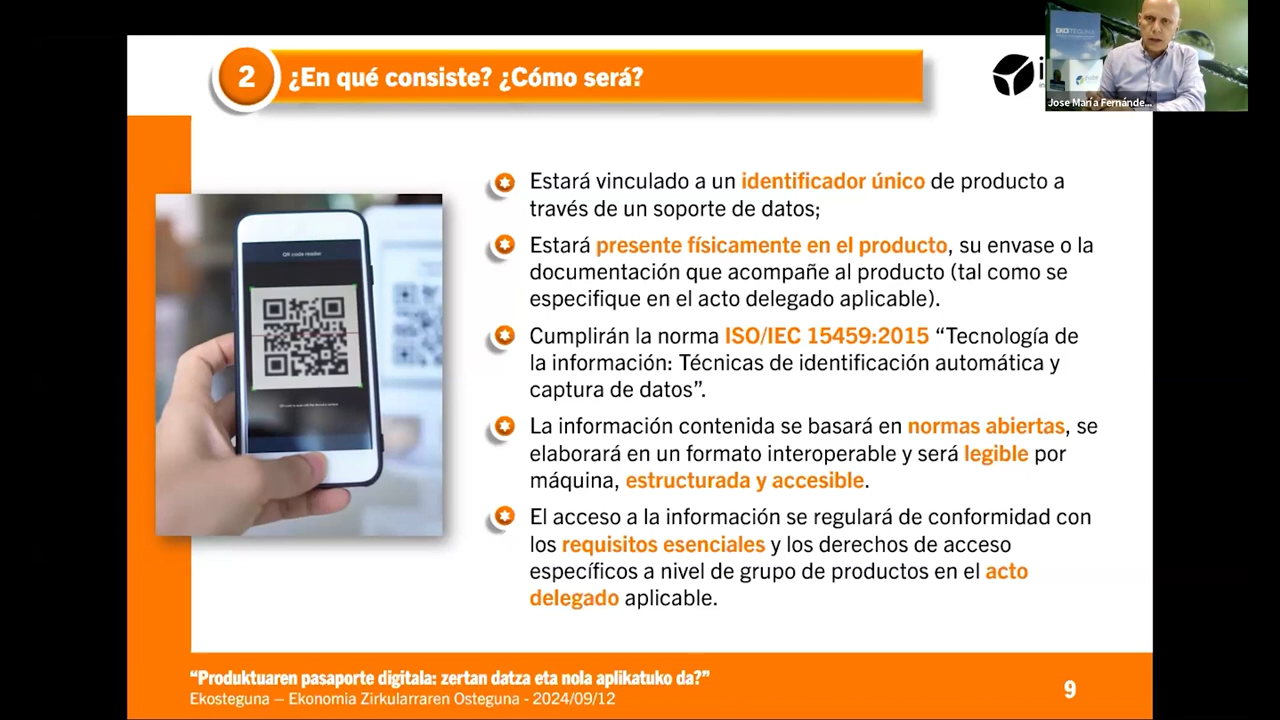 2
¿En qué consiste? ¿Cómo será?
Jose María Fernánde...
Estará vinculado a un identificador único de producto a
través de un soporte de datos;
Estará presente físicamente en el producto, su envase o la
documentación que acompañe al producto (tal como se
especifique en el acto delegado aplicable).
Cumplirán la norma ISO/IEC 15459:2015 “Tecnología de
la información: Técnicas de identificación automática y
captura de datos”.
La información contenida se basará en normas abiertas, se
elaborará en un formato interoperable y será legible por
máquina, estructurada y accesible.
El acceso a la información se regulará de conformidad con
los requisitos esenciales y los derechos de acceso
específicos a nivel de grupo de productos en el acto
delegado aplicable.
QR code reader
“Produktuaren pasaporte digitala: zertan datza eta nola aplikatuko da?”
Ekosteguna – Ekonomia Zirkularraren Osteguna - 2024/09/12
9